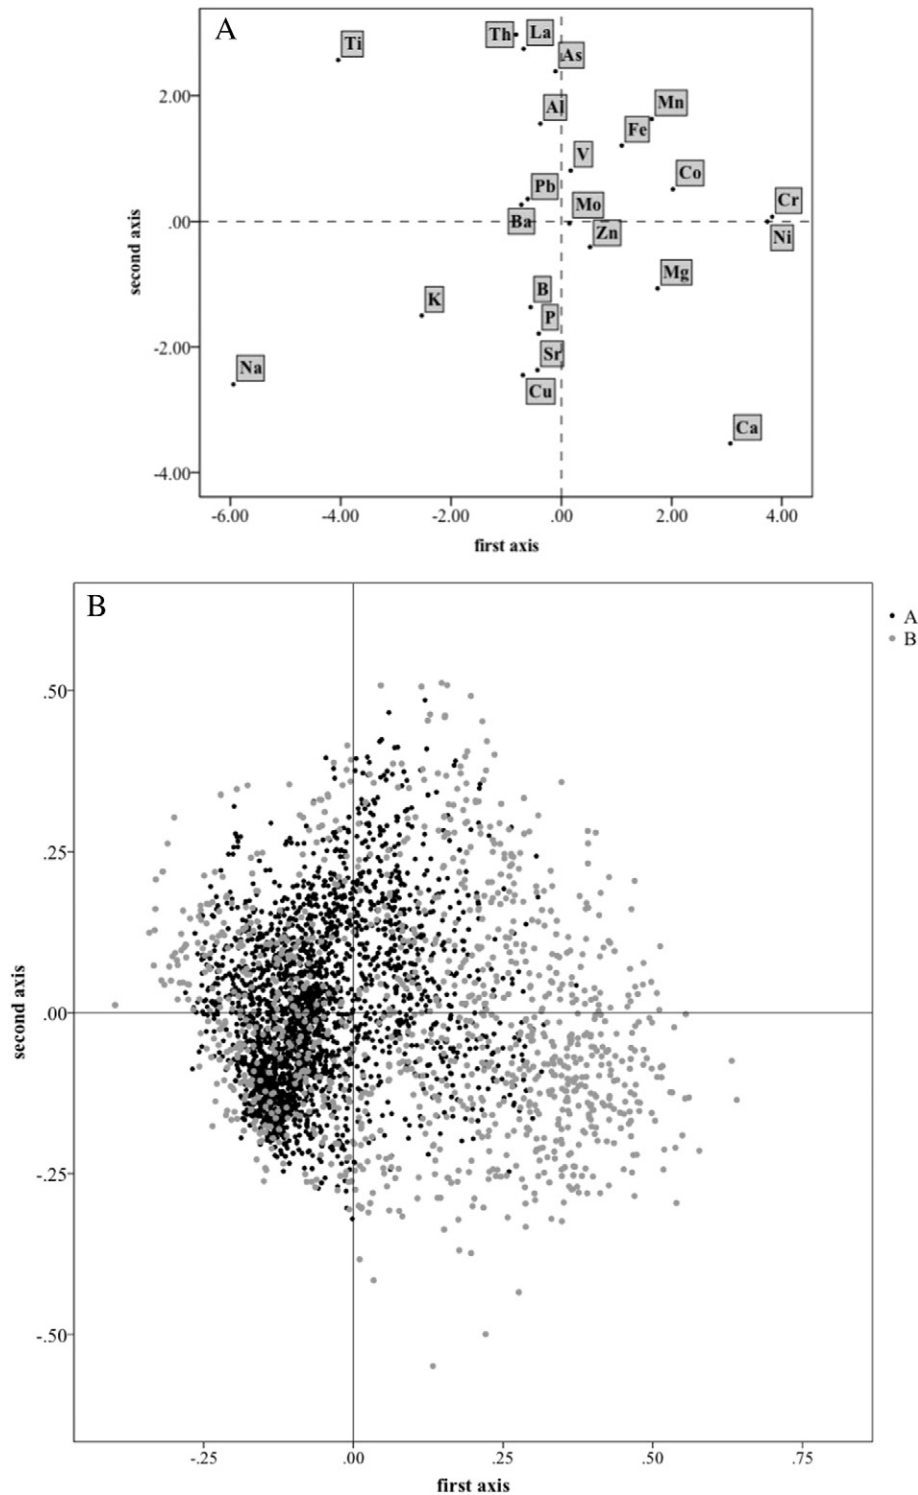 A
Ti
Th
La
As
2.00
Al
Mn
Fe
V
Co
Pb
Mo
Cr
.00
Ba
Zn
Ni
Mg
B
K
P
-2.00
Sr
Na
Cu
Ca
-4.00
second axis
-6.00 -4.00 -2.00 .00 2.00 4.00
first axis
B
A
B
.50
.25
.00
-.25
-.50
second axis
-.25 .00 .25 .50 .75
first axis